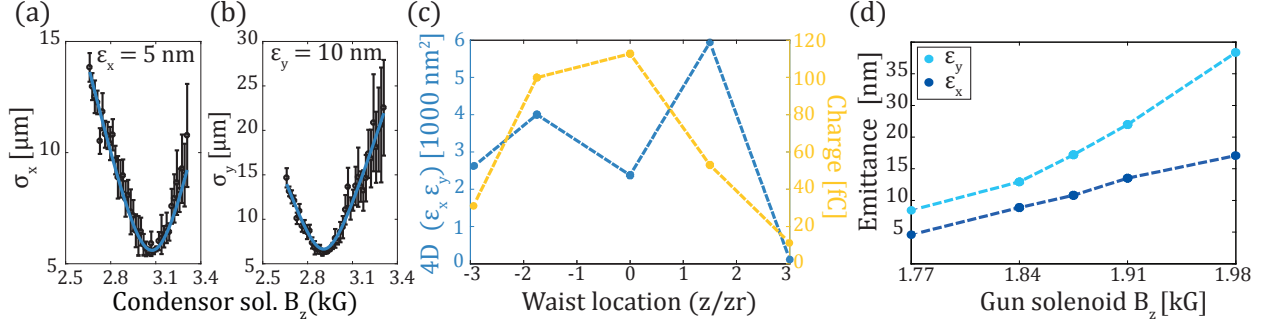 (a)
(b)
(c)
(d)
εx = 5 nm
15
10
5
σx [μm]
2.5 2.8 3.1 3.4
εy = 10 nm
30
25
20
15
10
5
σy [μm]
2.5 2.8 3.1 3.4
Condensor sol. Bz(kG)
6
5
4
3
2
1
0
4D (εx εy) [1000 nm2]
120
100
80
60
40
20
0
Charge [fC]
-3 -2 -1 0 1 2 3
Waist location (z/zr)
εy
εx
35
30
25
20
15
10
5
Emittance [nm]
1.77 1.84 1.91 1.98
Gun solenoid Bz [kG]